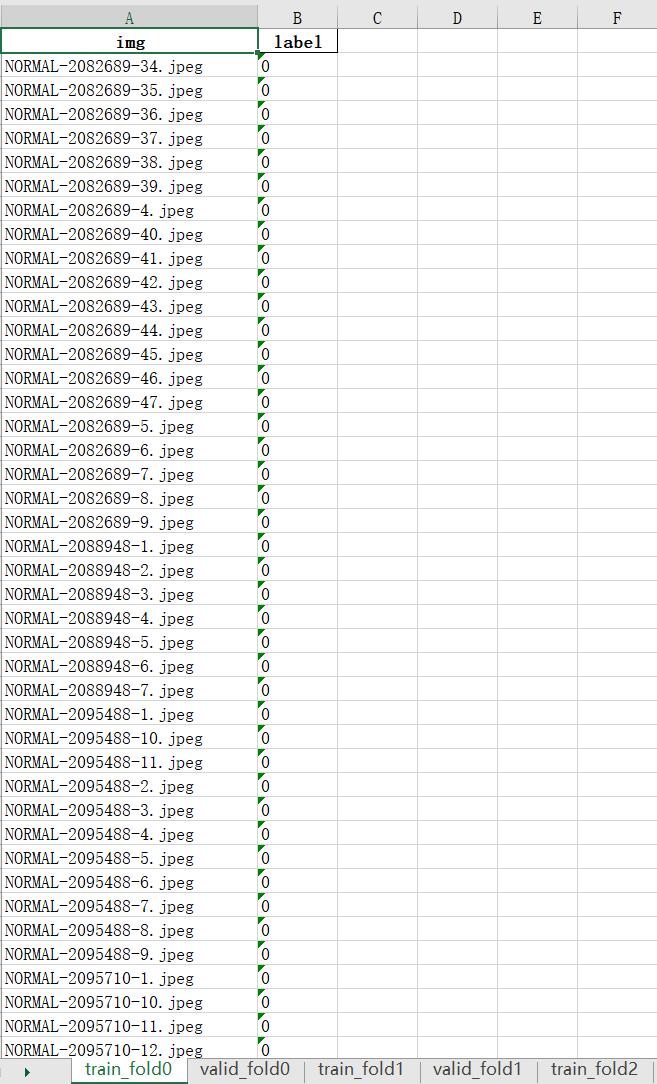 A B C D E F
img label
NORMAL-2082689-34.jpeg 0
NORMAL-2082689-35.jpeg 0
NORMAL-2082689-36.jpeg 0
NORMAL-2082689-37.jpeg 0
NORMAL-2082689-38.jpeg 0
NORMAL-2082689-39.jpeg 0
NORMAL-2082689-4.jpeg 0
NORMAL-2082689-40.jpeg 0
NORMAL-2082689-41.jpeg 0
NORMAL-2082689-42.jpeg 0
NORMAL-2082689-43.jpeg 0
NORMAL-2082689-44.jpeg 0
NORMAL-2082689-45.jpeg 0
NORMAL-2082689-46.jpeg 0
NORMAL-2082689-47.jpeg 0
NORMAL-2082689-5.jpeg 0
NORMAL-2082689-6.jpeg 0
NORMAL-2082689-7.jpeg 0
NORMAL-2082689-8.jpeg 0
NORMAL-2082689-9.jpeg 0
NORMAL-2088948-1.jpeg 0
NORMAL-2088948-2.jpeg 0
NORMAL-2088948-3.jpeg 0
NORMAL-2088948-4.jpeg 0
NORMAL-2088948-5.jpeg 0
NORMAL-2088948-6.jpeg 0
NORMAL-2088948-7.jpeg 0
NORMAL-2095488-1.jpeg 0
NORMAL-2095488-10.jpeg 0
NORMAL-2095488-11.jpeg 0
NORMAL-2095488-2.jpeg 0
NORMAL-2095488-3.jpeg 0
NORMAL-2095488-4.jpeg 0
NORMAL-2095488-5.jpeg 0
NORMAL-2095488-6.jpeg 0
NORMAL-2095488-7.jpeg 0
NORMAL-2095488-8.jpeg 0
NORMAL-2095488-9.jpeg 0
NORMAL-2095710-1.jpeg 0
NORMAL-2095710-10.jpeg 0
NORMAL-2095710-11.jpeg 0
NORMAL-2095710-12.jpeg 0
train_fold0 valid_fold0 train_fold1 valid_fold1 train_fold2